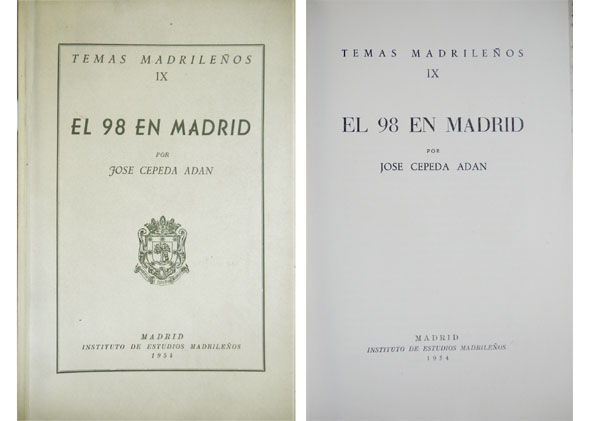 TEMAS MADRILEÑOS
IX
EL 98 EN MADRID
POR
JOSE CEPEDA ADAN
MADRID
INSTITUTO DE ESTUDIOS MADRILEÑOS
1954
TEMAS MADRILEÑOS
IX
EL 98 EN MADRID
POR
JOSE CEPEDA ADAN
MADRID
INSTITUTO DE ESTUDIOS MADRILEÑOS
1954